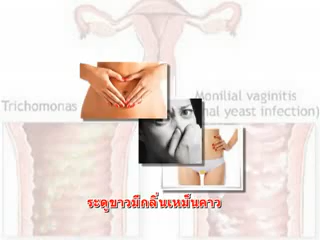 Trichomonas
Monilial vaginitis
nal yeast infection)
ระดูขาวมีกลิ่นเหม็นคาว